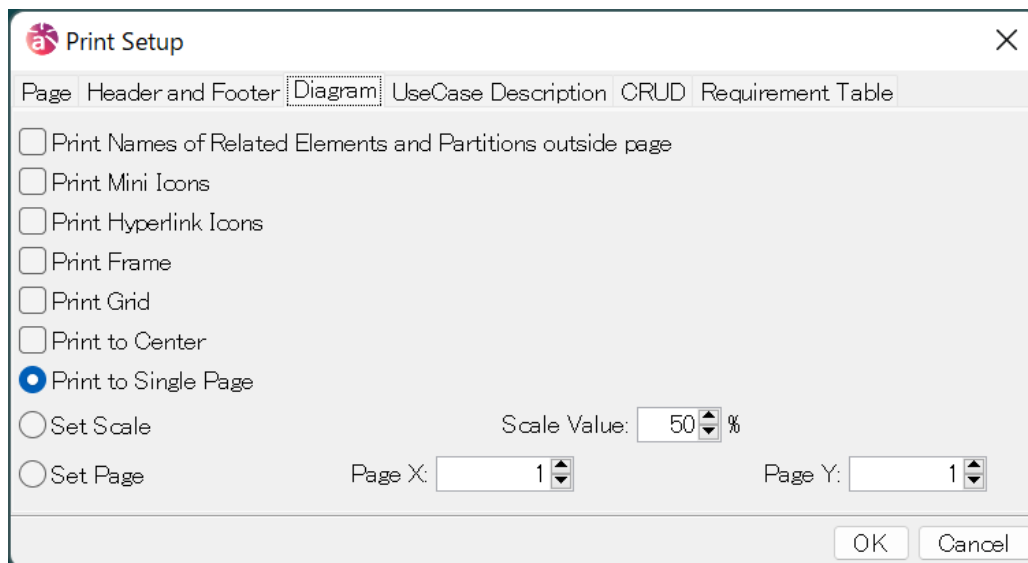 Print Setup
Page Header and Footer Diagram UseCase Description CRUD Requirement Table
Print Names of Related Elements and Partitions outside page
Print Mini Icons
Print Hyperlink Icons
Print Frame
Print Grid
Print to Center
Print to Single Page
Set Scale Scale Value: 50 %
Set Page Page X: 1 Page Y: 1
OK Cancel